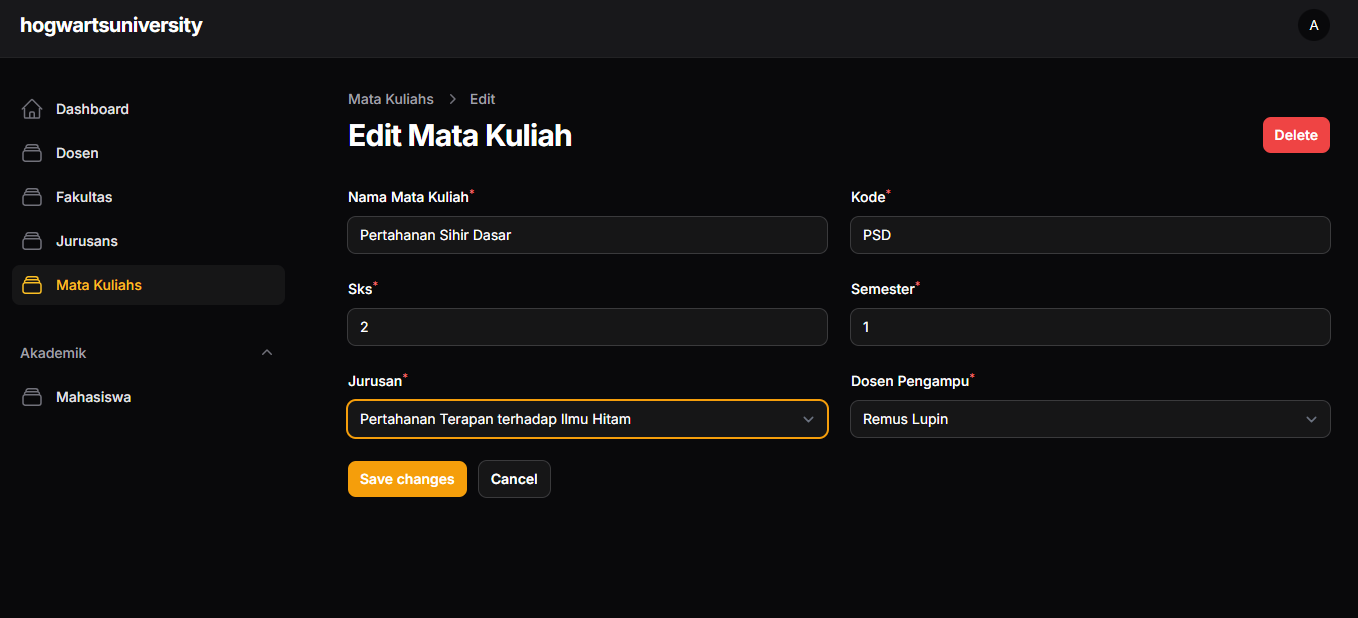 hogwartsuniversity
A
Dashboard
Dosen
Fakultas
Jurusans
Mata Kuliahs
Akademik
Mahasiswa
Mata Kuliahs > Edit
Edit Mata Kuliah
Delete
Nama Mata Kuliah*
Pertahanan Sihir Dasar
Kode*
PSD
Sks*
2
Semester*
1
Jurusan*
Pertahanan Terapan terhadap Ilmu Hitam
Dosen Pengampu*
Remus Lupin
Save changes
Cancel